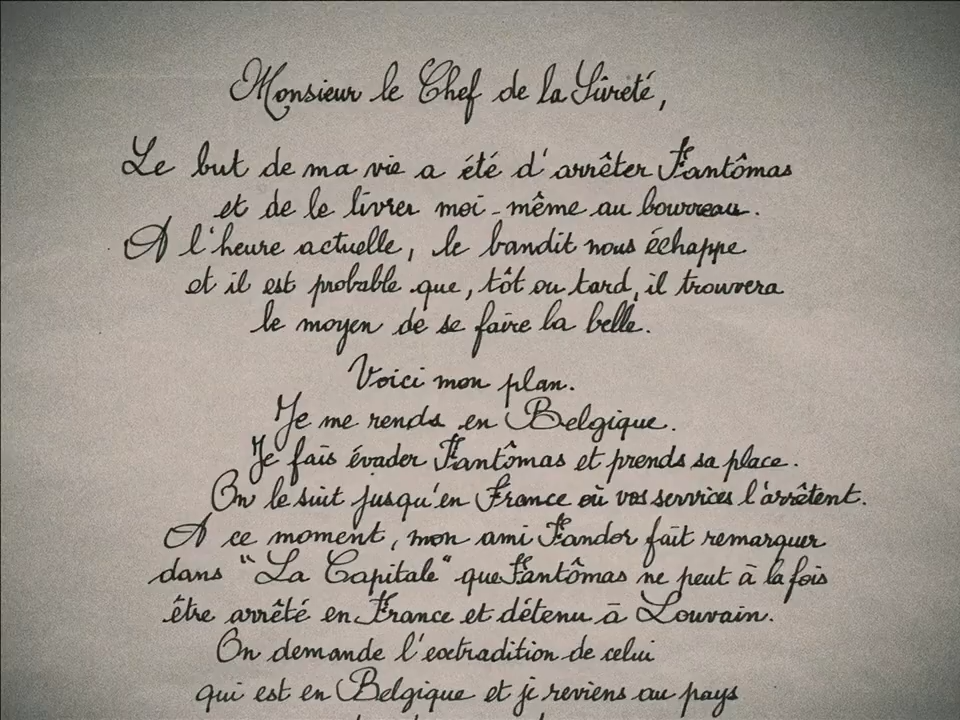 Monsieur le Chef de la Sûreté,
Le but de ma vie a été d'arrêter Fantômas
et de le livrer moi-même au bourreau.
A l'heure actuelle, le bandit nous échappe
et il est probable que, tôt ou tard, il trouvera
le moyen de se faire la belle.
Voici mon plan.
Je me rends en Belgique.
Je fais évader Fantômas et prends sa place.
On le suit jusqu'en France où vos services l'arrêtent.
A ce moment, mon ami Fandor fait remarquer
dans "La Capitale" que Fantômas ne peut à la fois
être arrêté en France et détenu à Louvain.
On demande l'extradition de celui
qui est en Belgique et je reviens au pays